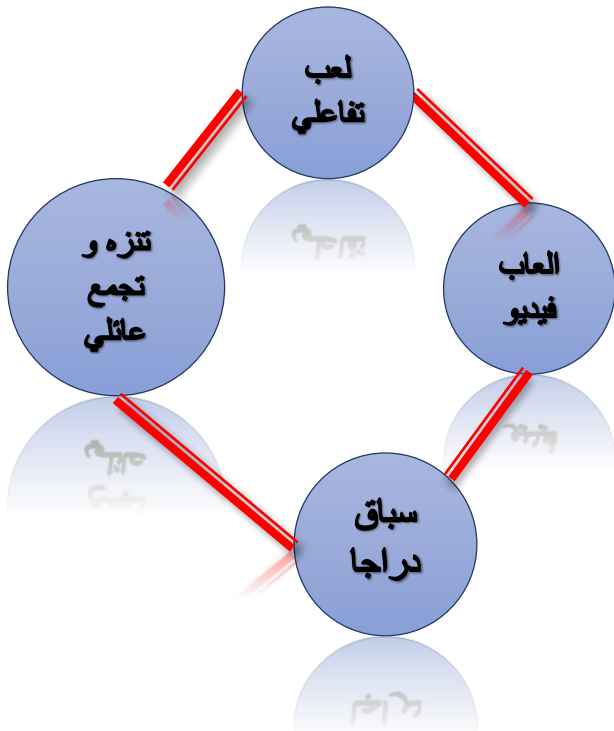 لعب
تفاعلي
العاب
فيديو
تنزه و
تجمع
عائلي
سباق
دراجا